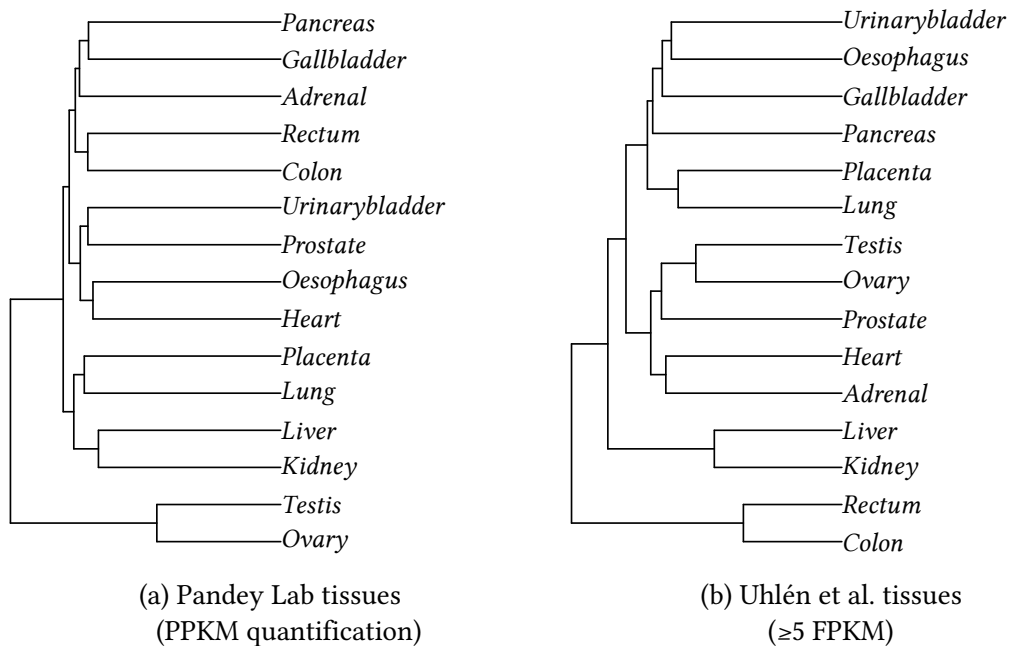 Pancreas
Gallbladder
Adrenal
Rectum
Colon
Urinarybladder
Prostate
Oesophagus
Heart
Placenta
Lung
Liver
Kidney
Testis
Ovary
(a) Pandey Lab tissues
(PPKM quantification)
Urinarybladder
Oesophagus
Gallbladder
Pancreas
Placenta
Lung
Testis
Ovary
Prostate
Heart
Adrenal
Liver
Kidney
Rectum
Colon
(b) Uhlén et al. tissues
(≥5 FPKM)